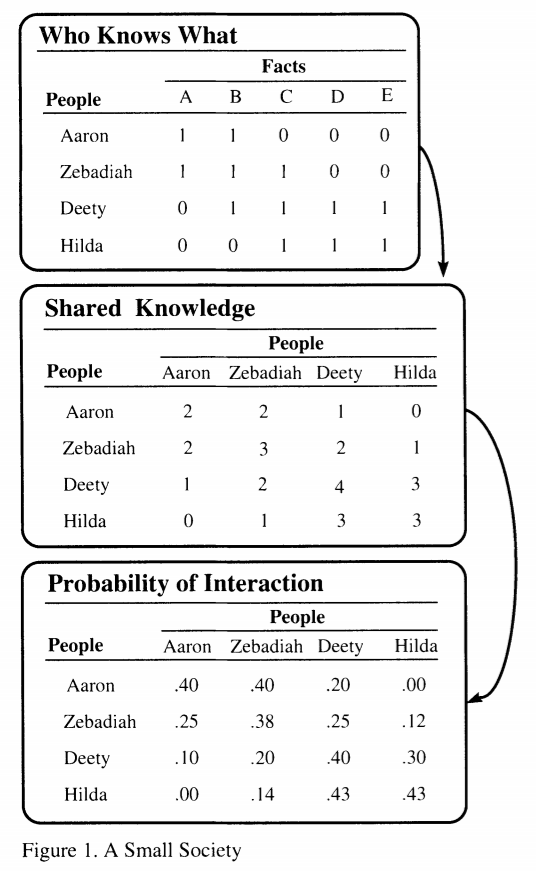 Who Knows What
Facts
People A B C D E
Aaron 1 1 0 0 0
Zebadiah 1 1 1 0 0
Deety 0 1 1 1 1
Hilda 0 0 1 1 1
Shared Knowledge
People
People Aaron Zebadiah Deety Hilda
Aaron 2 2 1 0
Zebadiah 2 3 2 1
Deety 1 2 4 3
Hilda 0 1 3 3
Probability of Interaction
People
People Aaron Zebadiah Deety Hilda
Aaron .40 .40 .20 .00
Zebadiah .25 .38 .25 .12
Deety .10 .20 .40 .30
Hilda .00 .14 .43 .43
Figure 1. A Small Society